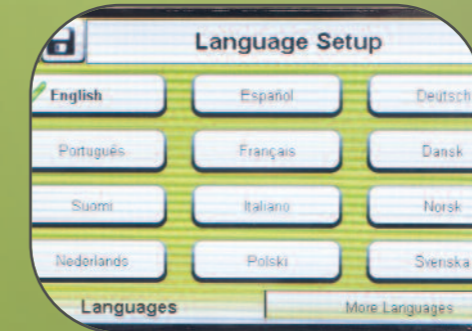 Language Setup
English Español Deutsch
Português Français Dansk
Suomi Italiano Norsk
Nederlands Polski Svenska
Languages More Languages